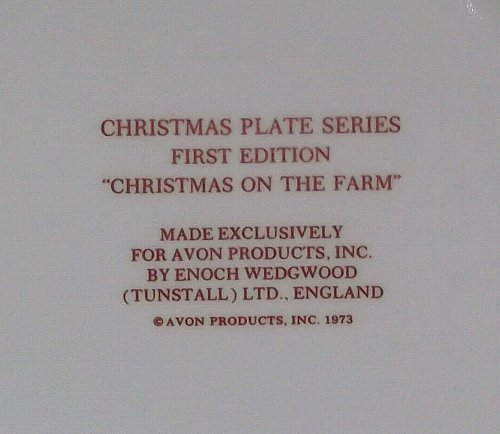 CHRISTMAS PLATE SERIES
FIRST EDITION
“CHRISTMAS ON THE FARM”
MADE EXCLUSIVELY
FOR AVON PRODUCTS, INC.
BY ENOCH WEDGWOOD
(TUNSTALL) LTD., ENGLAND
© AVON PRODUCTS, INC. 1973